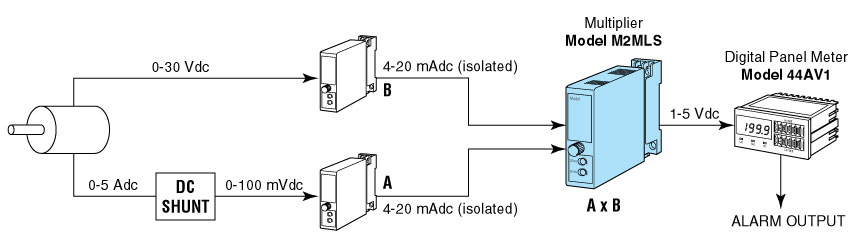 Multiplier
Model M2MLS
Digital Panel Meter
Model 44AV1
0-30 Vdc
4-20 mAdc (isolated)
B
1-5 Vdc
199.9
0-5 Adc
DC
SHUNT
0-100 mVdc
A
4-20 mAdc (isolated)
A x B
ALARM OUTPUT